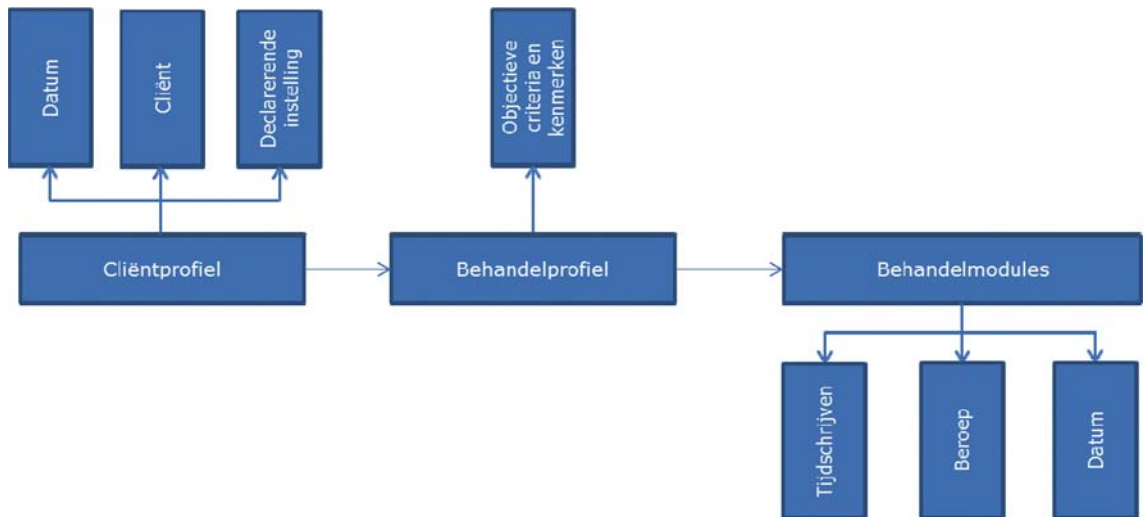 Datum
Cliënt
Declarerende
instelling
Objectieve
criteria en
kenmerken
Cliëntprofiel
Behandelprofiel
Behandelmodules
Tijdschrijven
Beroep
Datum